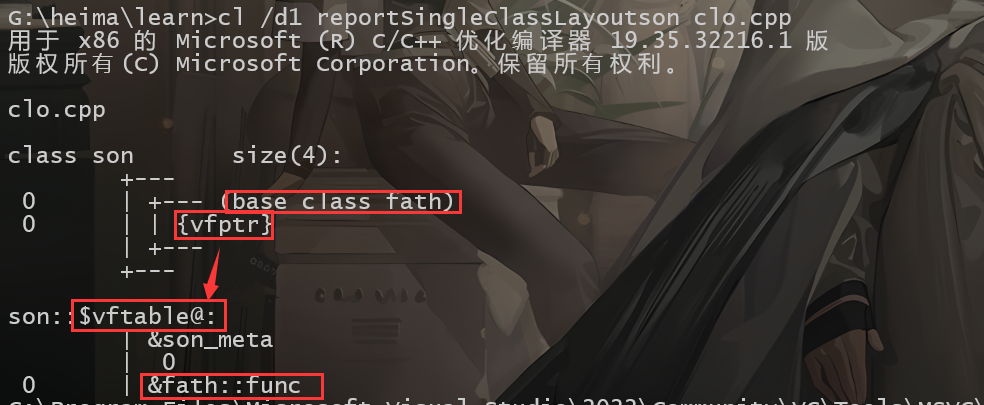 G:\heima\learn>cl /d1 reportSingleClassLayoutson clo.cpp
用于 x86 的 Microsoft (R) C/C++ 优化编译器 19.35.32216.1 版
版权所有(C) Microsoft Corporation。保留所有权利。
clo.cpp
class son       size(4):
        +---
 0      | +--- (base class fath)
 0      | | {vfptr}
        | +---
        +---
son::$vftable@:
        | &son_meta
        |  0
 0      | &fath::func